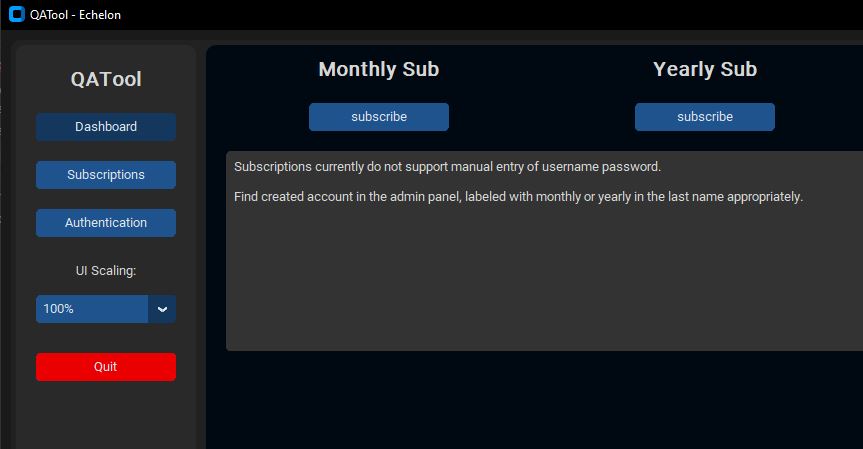 QATool - Echelon
QATool
Dashboard
Subscriptions
Authentication
UI Scaling:
100%
Quit
Monthly Sub
subscribe
Yearly Sub
subscribe
Subscriptions currently do not support manual entry of username password.
Find created account in the admin panel, labeled with monthly or yearly in the last name appropriately.